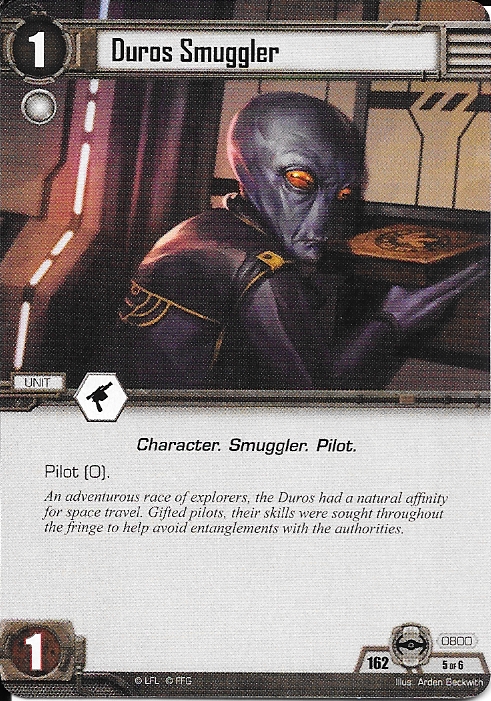 1
Duros Smuggler
UNIT
Character. Smuggler. Pilot.
Pilot (0).
An adventurous race of explorers, the Duros had a natural affinity
for space travel. Gifted pilots, their skills were sought throughout
the fringe to help avoid entanglements with the authorities.
1
0800
162
5 OF 6
© LFL © FFG
Illus. Arden Beckwith